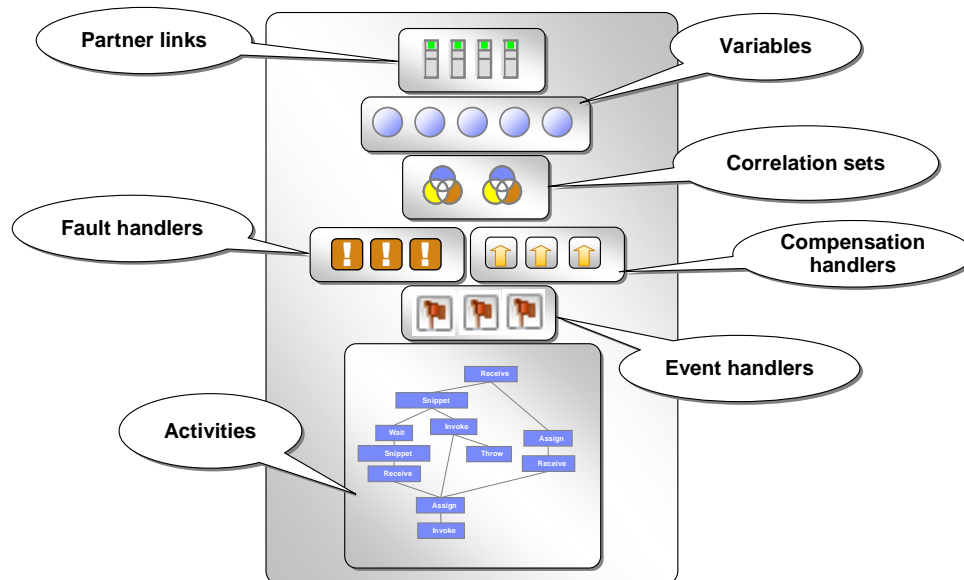 Partner links
Variables
Correlation sets
Fault handlers
Compensation
handlers
Event handlers
Activities
Receive
Snippet
Wait
Invoke
Assign
Snippet
Throw
Receive
Receive
Assign
Invoke